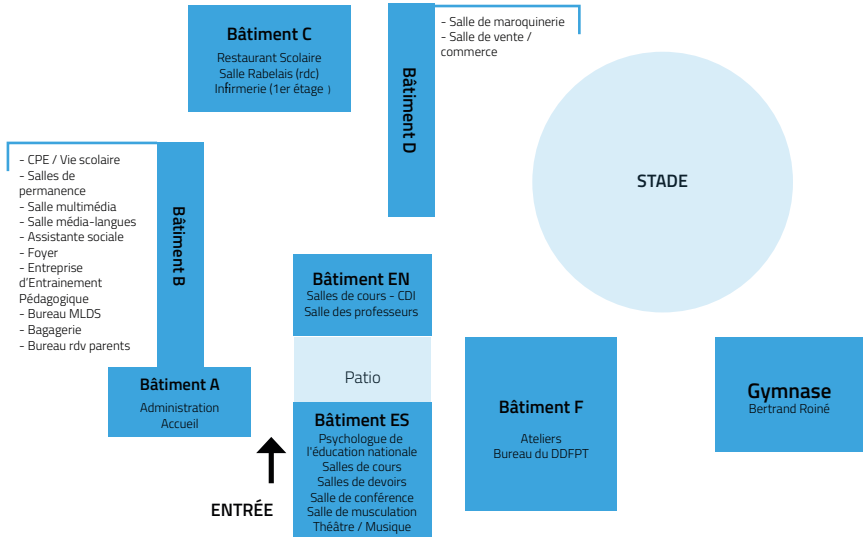 Bâtiment C
Restaurant Scolaire
Salle Rabelais (rdc)
Infirmerie (1er étage )
Bâtiment D
- Salle de maroquinerie
- Salle de vente /
commerce
STADE
- CPE / Vie scolaire
- Salles de
permanence
- Salle multimédia
- Salle média-langues
- Assistante sociale
- Foyer
- Entreprise
d'Entrainement
Pédagogique
- Bureau MLDS
- Bagagerie
- Bureau rdv parents
Bâtiment B
Bâtiment EN
Salles de cours - CDI
Salle des professeurs
Patio
Bâtiment A
Administration
Accueil
ENTRÉE
Bâtiment ES
Psychologue de
l'éducation nationale
Salles de cours
Salles de devoirs
Salle de conférence
Salle de musculation
Théâtre / Musique
Bâtiment F
Ateliers
Bureau du DDFPT
Gymnase
Bertrand Roiné